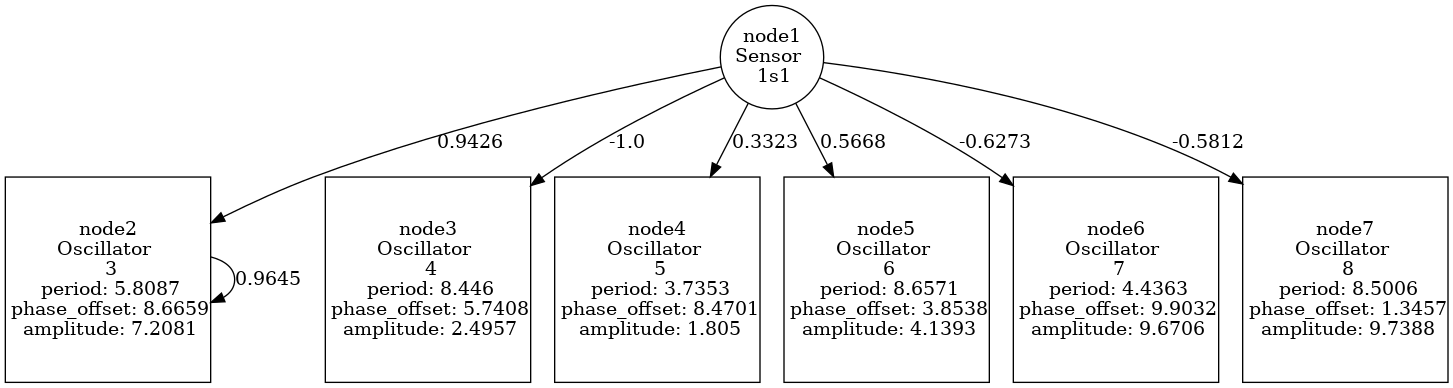 node1
Sensor
1s1
0.9426
-1.0
0.3323
0.5668
-0.6273
-0.5812
node2
Oscillator
3
period: 5.8087
phase_offset: 8.6659
amplitude: 7.2081
0.9645
node3
Oscillator
4
period: 8.446
phase_offset: 5.7408
amplitude: 2.4957
node4
Oscillator
5
period: 3.7353
phase_offset: 8.4701
amplitude: 1.805
node5
Oscillator
6
period: 8.6571
phase_offset: 3.8538
amplitude: 4.1393
node6
Oscillator
7
period: 4.4363
phase_offset: 9.9032
amplitude: 9.6706
node7
Oscillator
8
period: 8.5006
phase_offset: 1.3457
amplitude: 9.7388